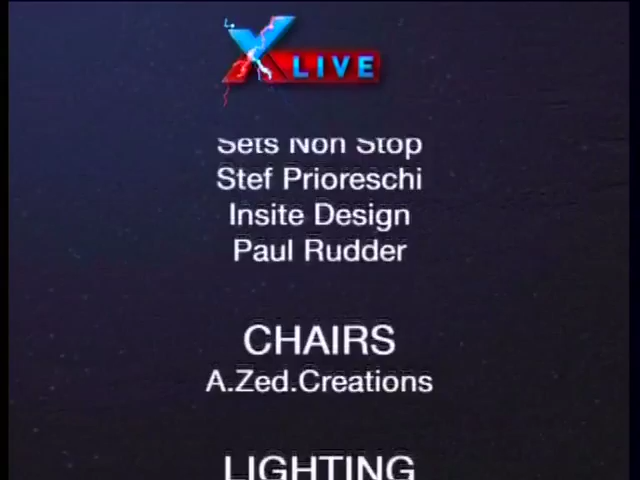 X LIVE
Sets Non Stop
Stef Prioreschi
Insite Design
Paul Rudder
CHAIRS
A.Zed.Creations
LIGHTING